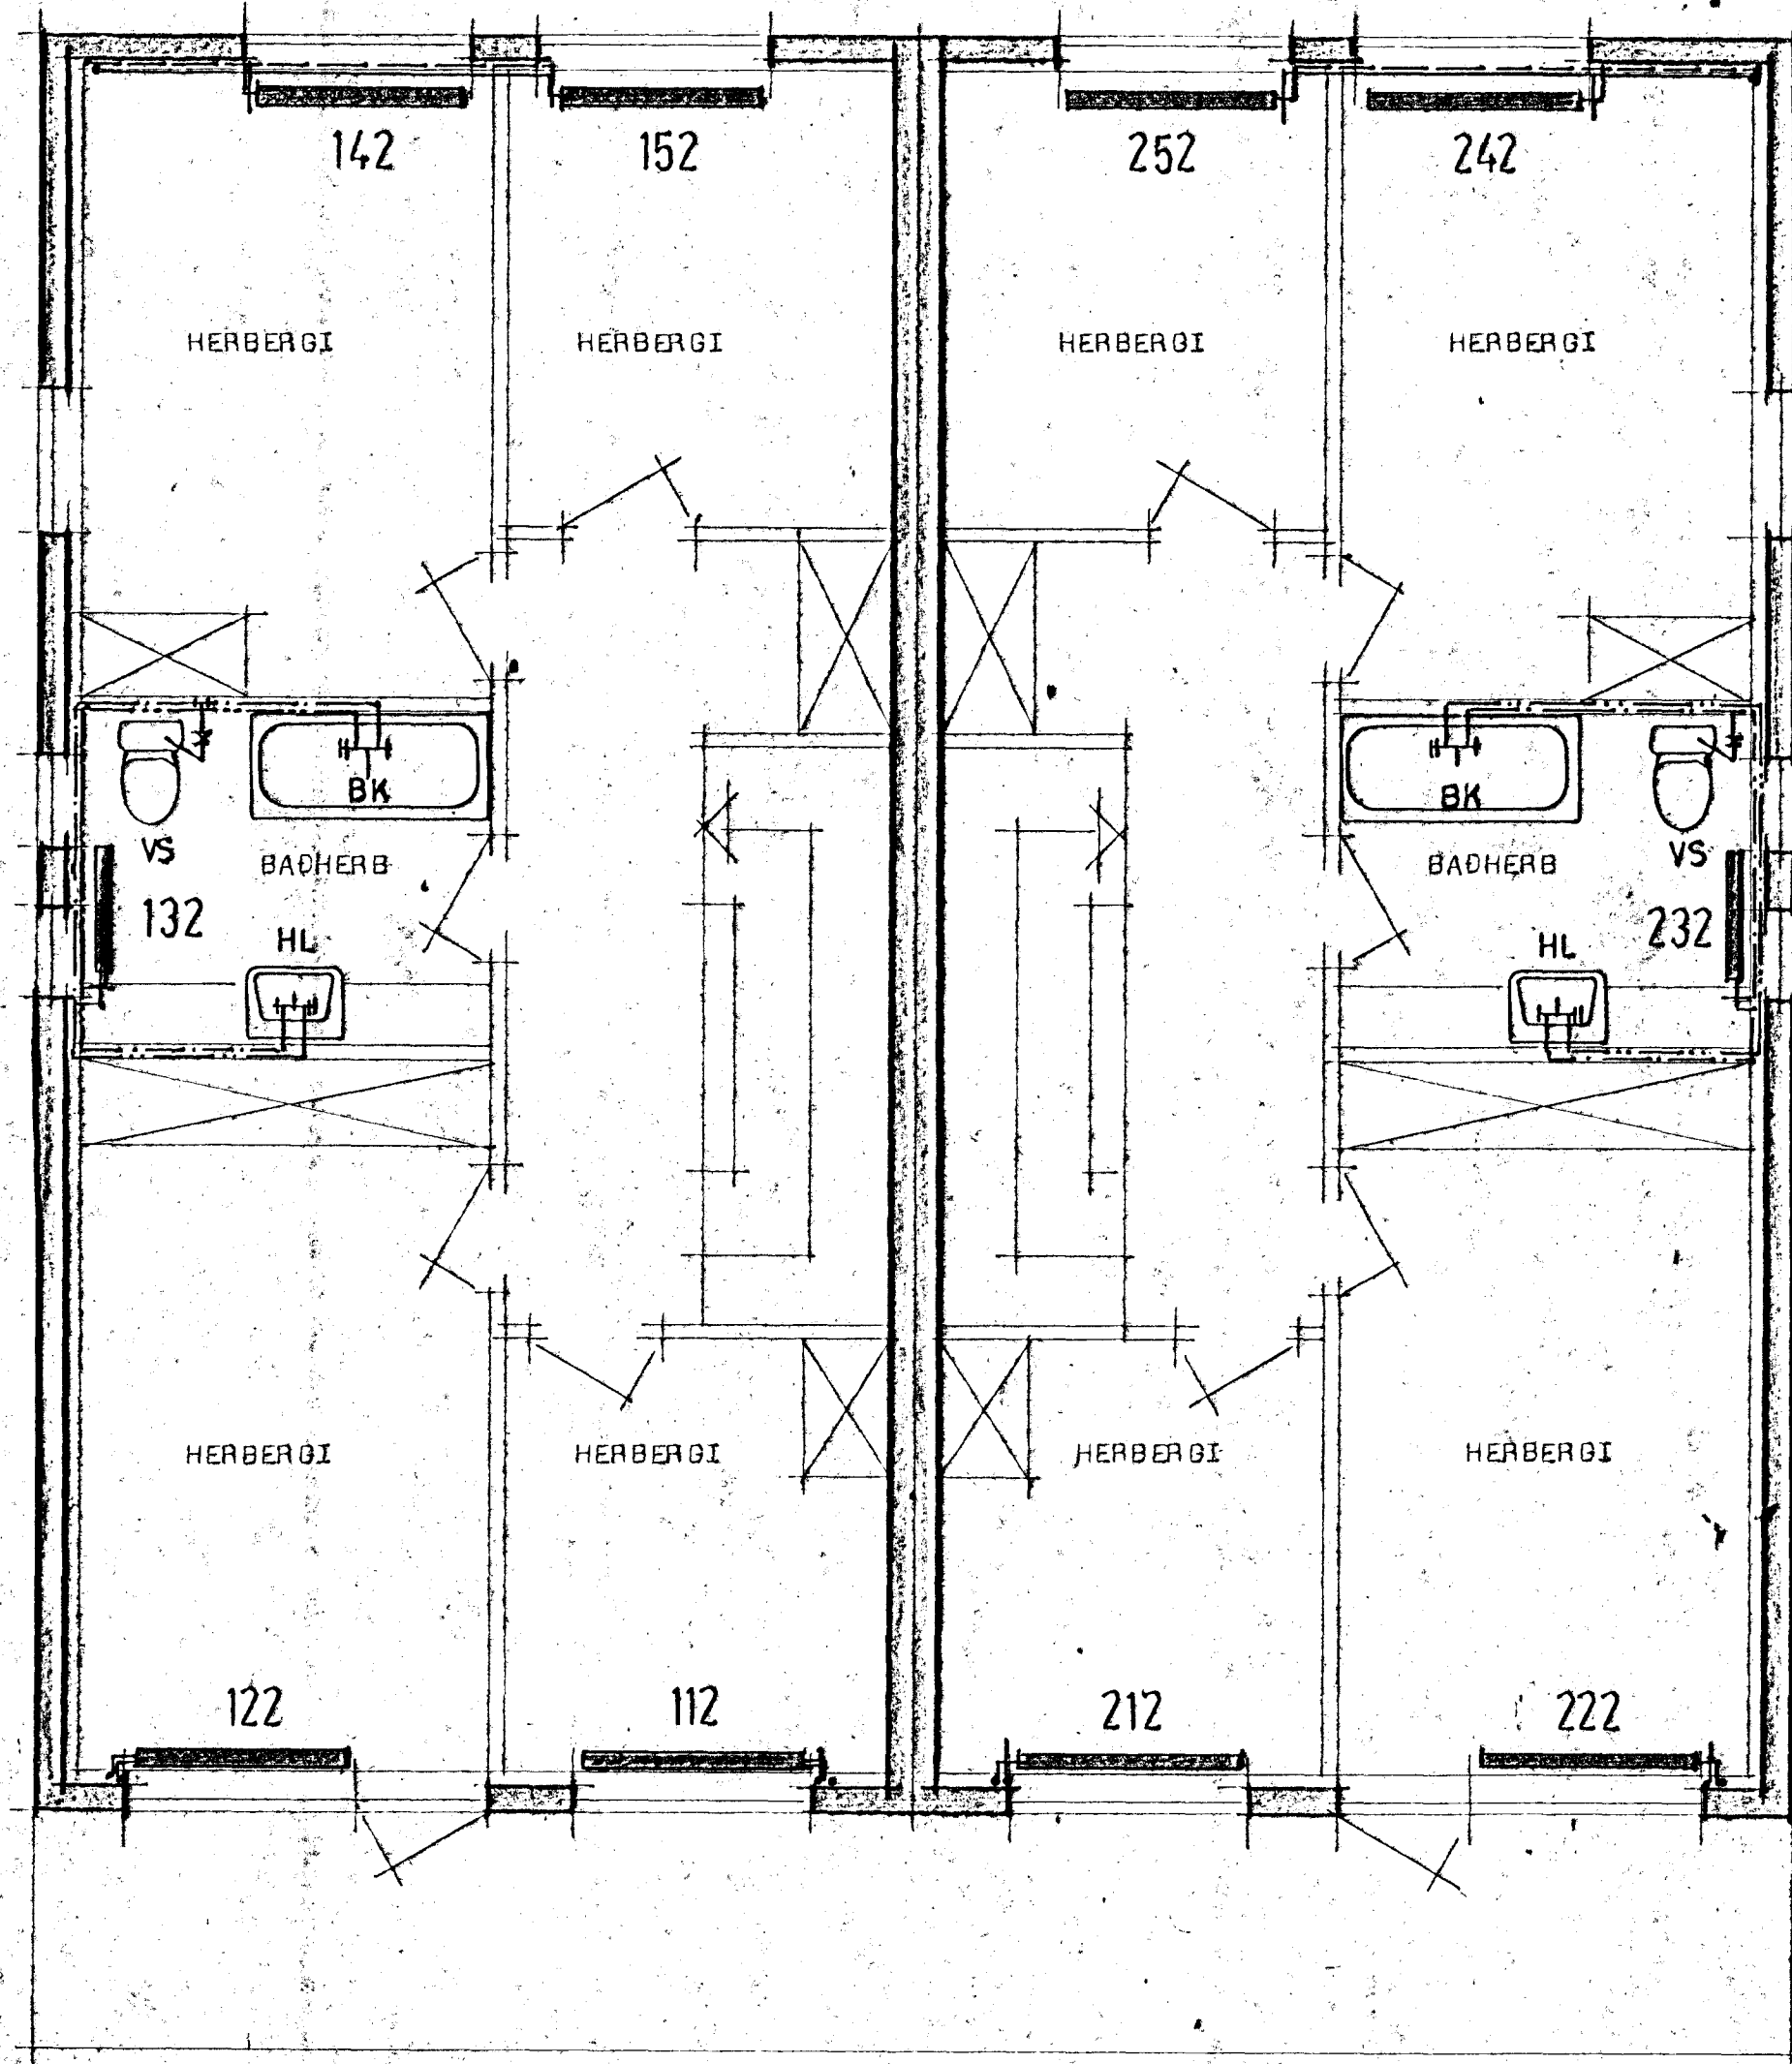 142 152 252 242
HERBERGI HERBERGI HERBERGI HERBERGI
BK BK
VS VS
BADHERB BADHERB
132 232
HL HL
HERBERGI HERBERGI HERBERGI HERBERGI
122 112 212 222